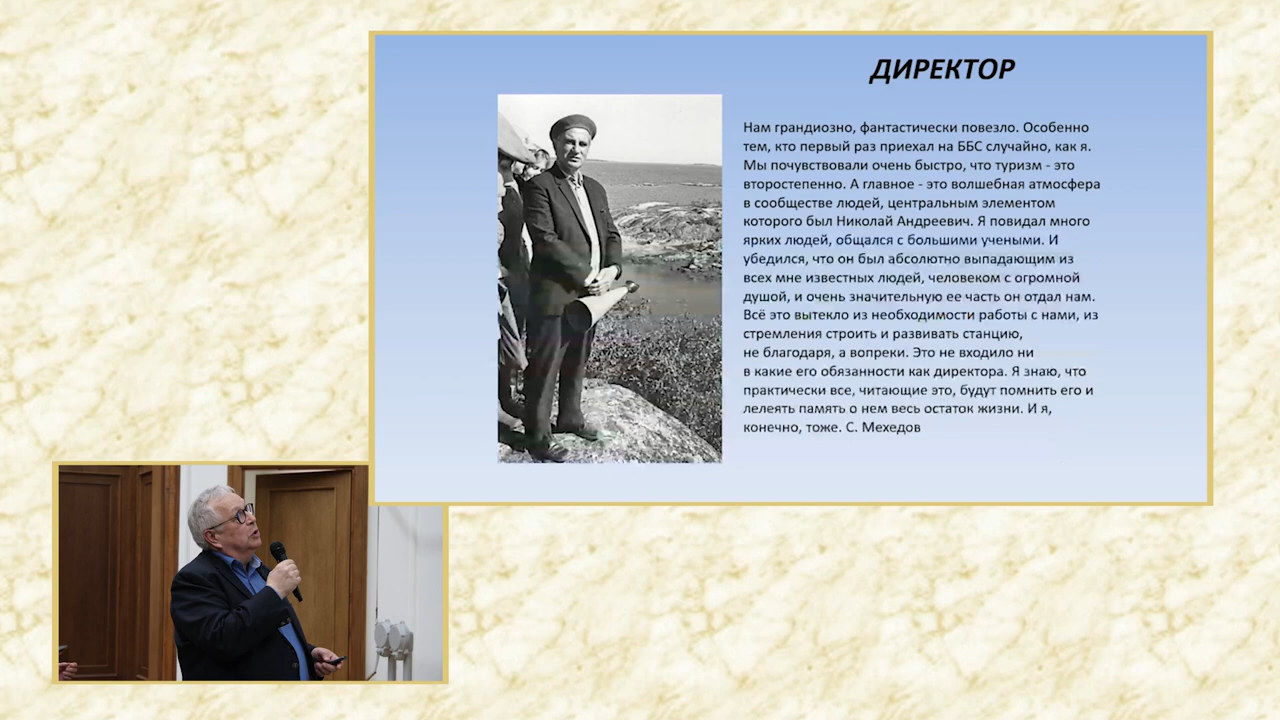 ДИРЕКТОР
Нам грандиозно, фантастически повезло. Особенно
тем, кто первый раз приехал на ББС случайно, как я.
Мы почувствовали очень быстро, что туризм - это
второстепенно. А главное - это волшебная атмосфера
в сообществе людей, центральным элементом
которого был Николай Андреевич. Я повидал много
ярких людей, общался с большими учеными. И
убедился, что он был абсолютно выпадающим из
всех мне известных людей, человеком с огромной
душой, и очень значительную ее часть он отдал нам.
Всё это вытекло из необходимости работы с нами, из
стремления строить и развивать станцию,
не благодаря, а вопреки. Это не входило ни
в какие его обязанности как директора. Я знаю, что
практически все, читающие это, будут помнить его и
лелеять память о нем весь остаток жизни. И я,
конечно, тоже. С. Мехедов